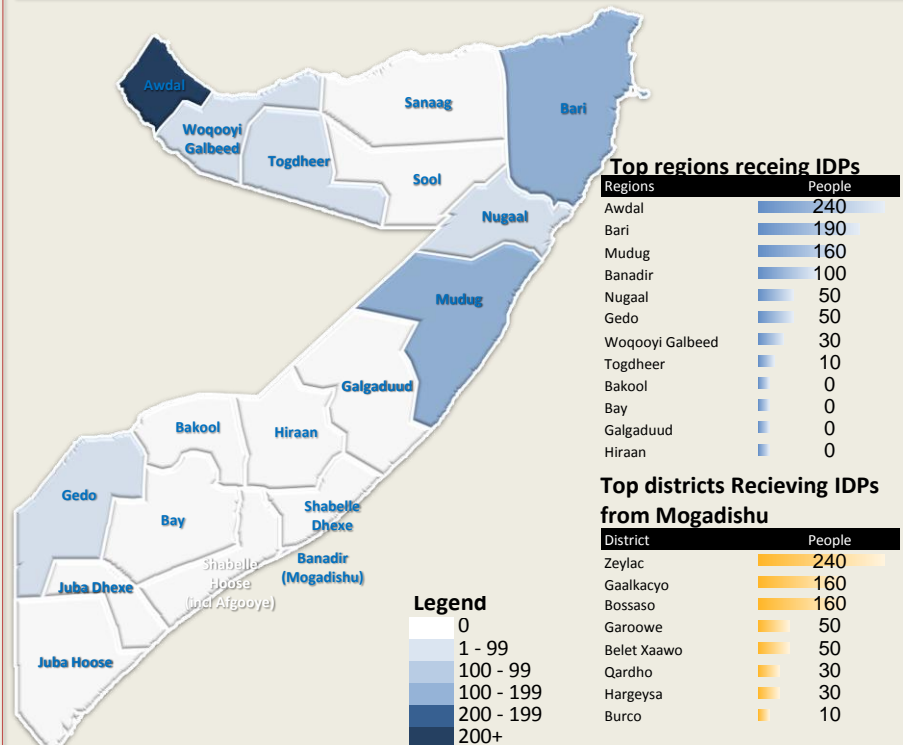 Awdal
Woqooyi
Galbeed
Togdheer
Sanaag
Sool
Bari
Nugaal
Mudug
Galgaduud
Hiraan
Bakool
Gedo
Bay
Shabelle
Dhexe
Banadir
(Mogadishu)
Shabelle
Hoose
(incl Afgooye)
Juba Dhexe
Juba Hoose
Top regions receing IDPs
Regions People
Awdal 240
Bari 190
Mudug 160
Banadir 100
Nugaal 50
Gedo 50
Woqooyi Galbeed 30
Togdheer 10
Bakool 0
Bay 0
Galgaduud 0
Hiraan 0
Top districts Recieving IDPs
from Mogadishu
District People
Zeylac 240
Gaalkacyo 160
Bossaso 160
Garoowe 50
Belet Xaawo 50
Qardho 30
Hargeysa 30
Burco 10
Legend
0
1 - 99
100 - 99
100 - 199
200 - 199
200+